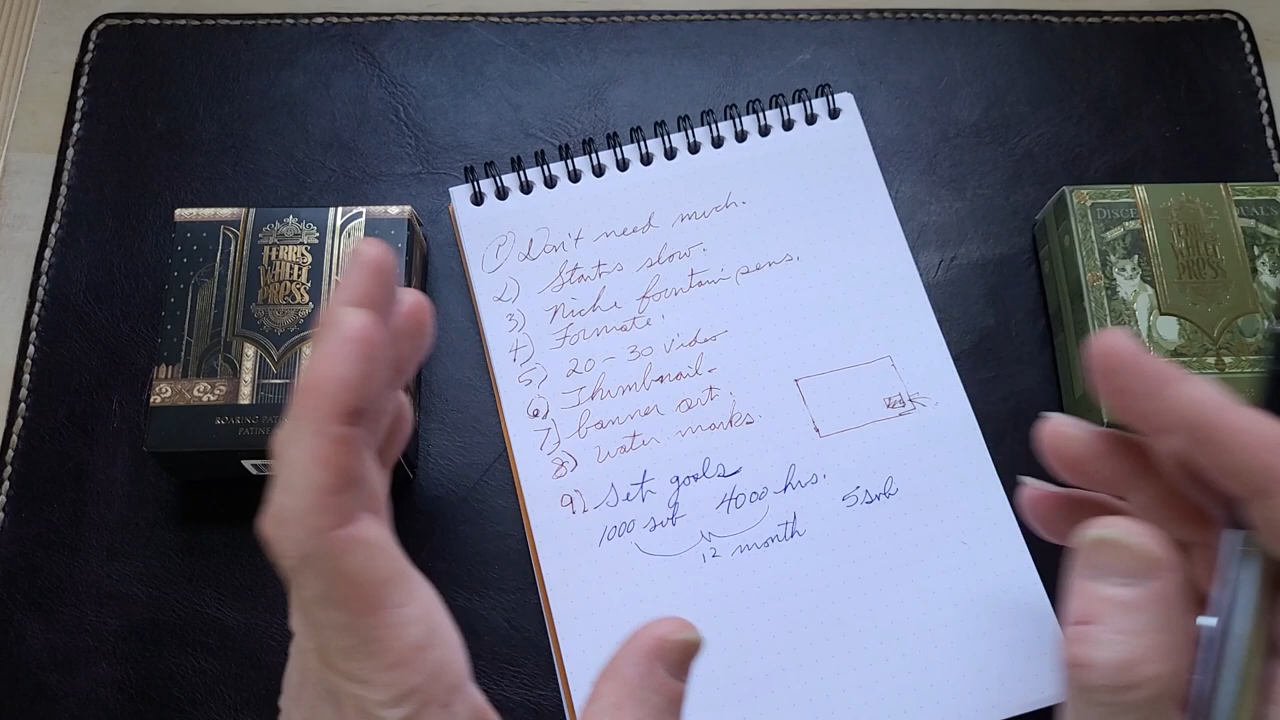 1) Don't need much.
2) Starts slow.
3) Niche fountain pens.
4) Formate.
5) 20-30 video
6) Thumbnail.
7) banner art.
8) water marks.
9) Set goals
1000 sub 4000 hrs. 5 sub
12 month
FERRIS
WHEEL
PRESS
ROARING
FERRIS
WHEEL
PRESS